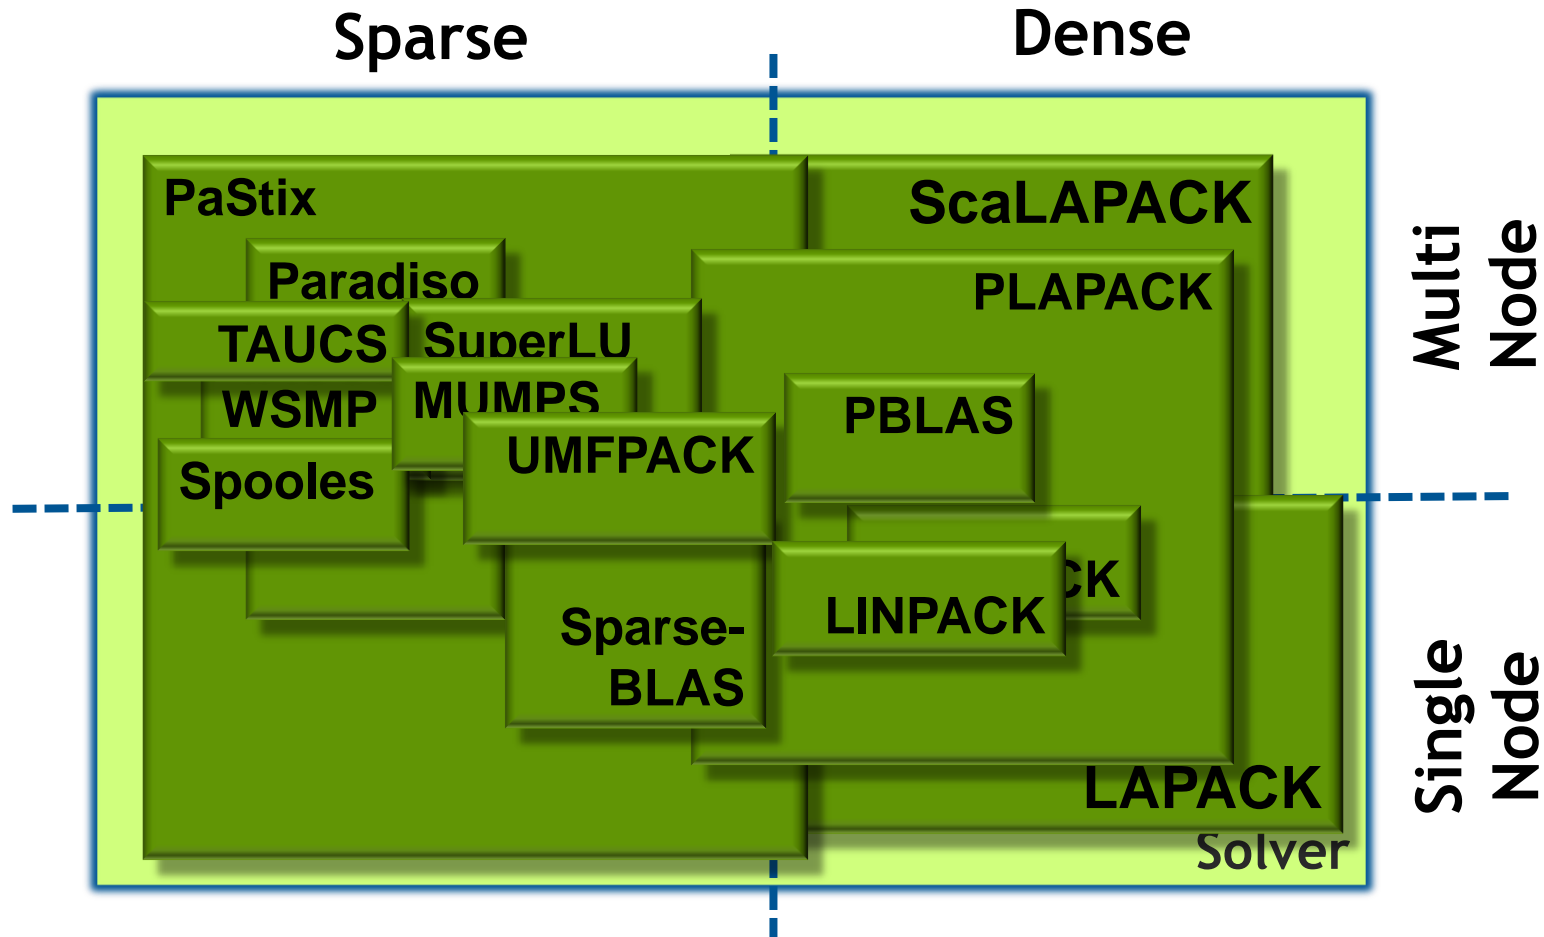 Sparse
Dense
PaStix
ScaLAPACK
Paradiso
PLAPACK
TAUCS
SuperLU
WSMP
MUMPS
PBLAS
UMFPACK
Spooles
LINPACK
Sparse-
BLAS
LAPACK
Solver
Multi
Node
Single
Node